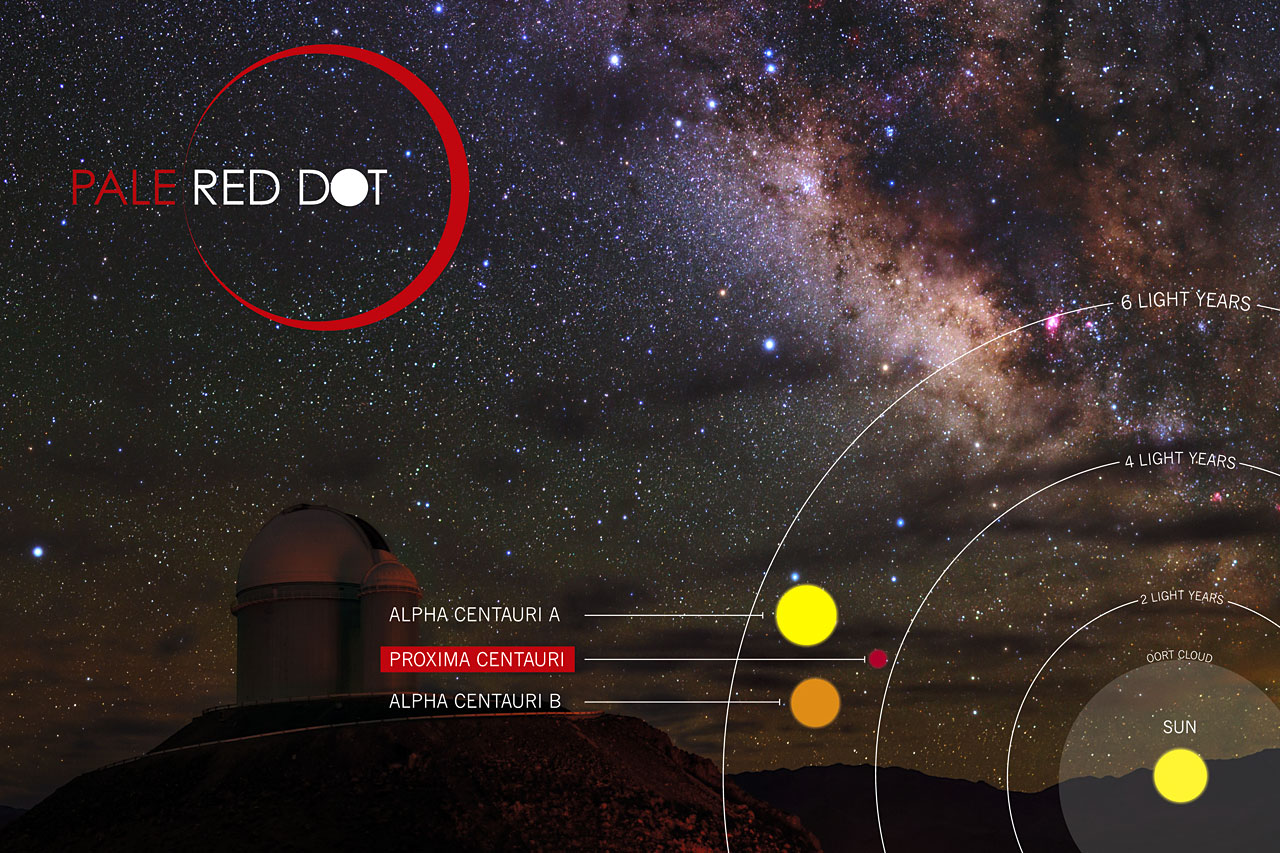 PALE RED DOT
6 LIGHT YEARS
4 LIGHT YEARS
2 LIGHT YEARS
OORT CLOUD
SUN
ALPHA CENTAURI A
PROXIMA CENTAURI
ALPHA CENTAURI B